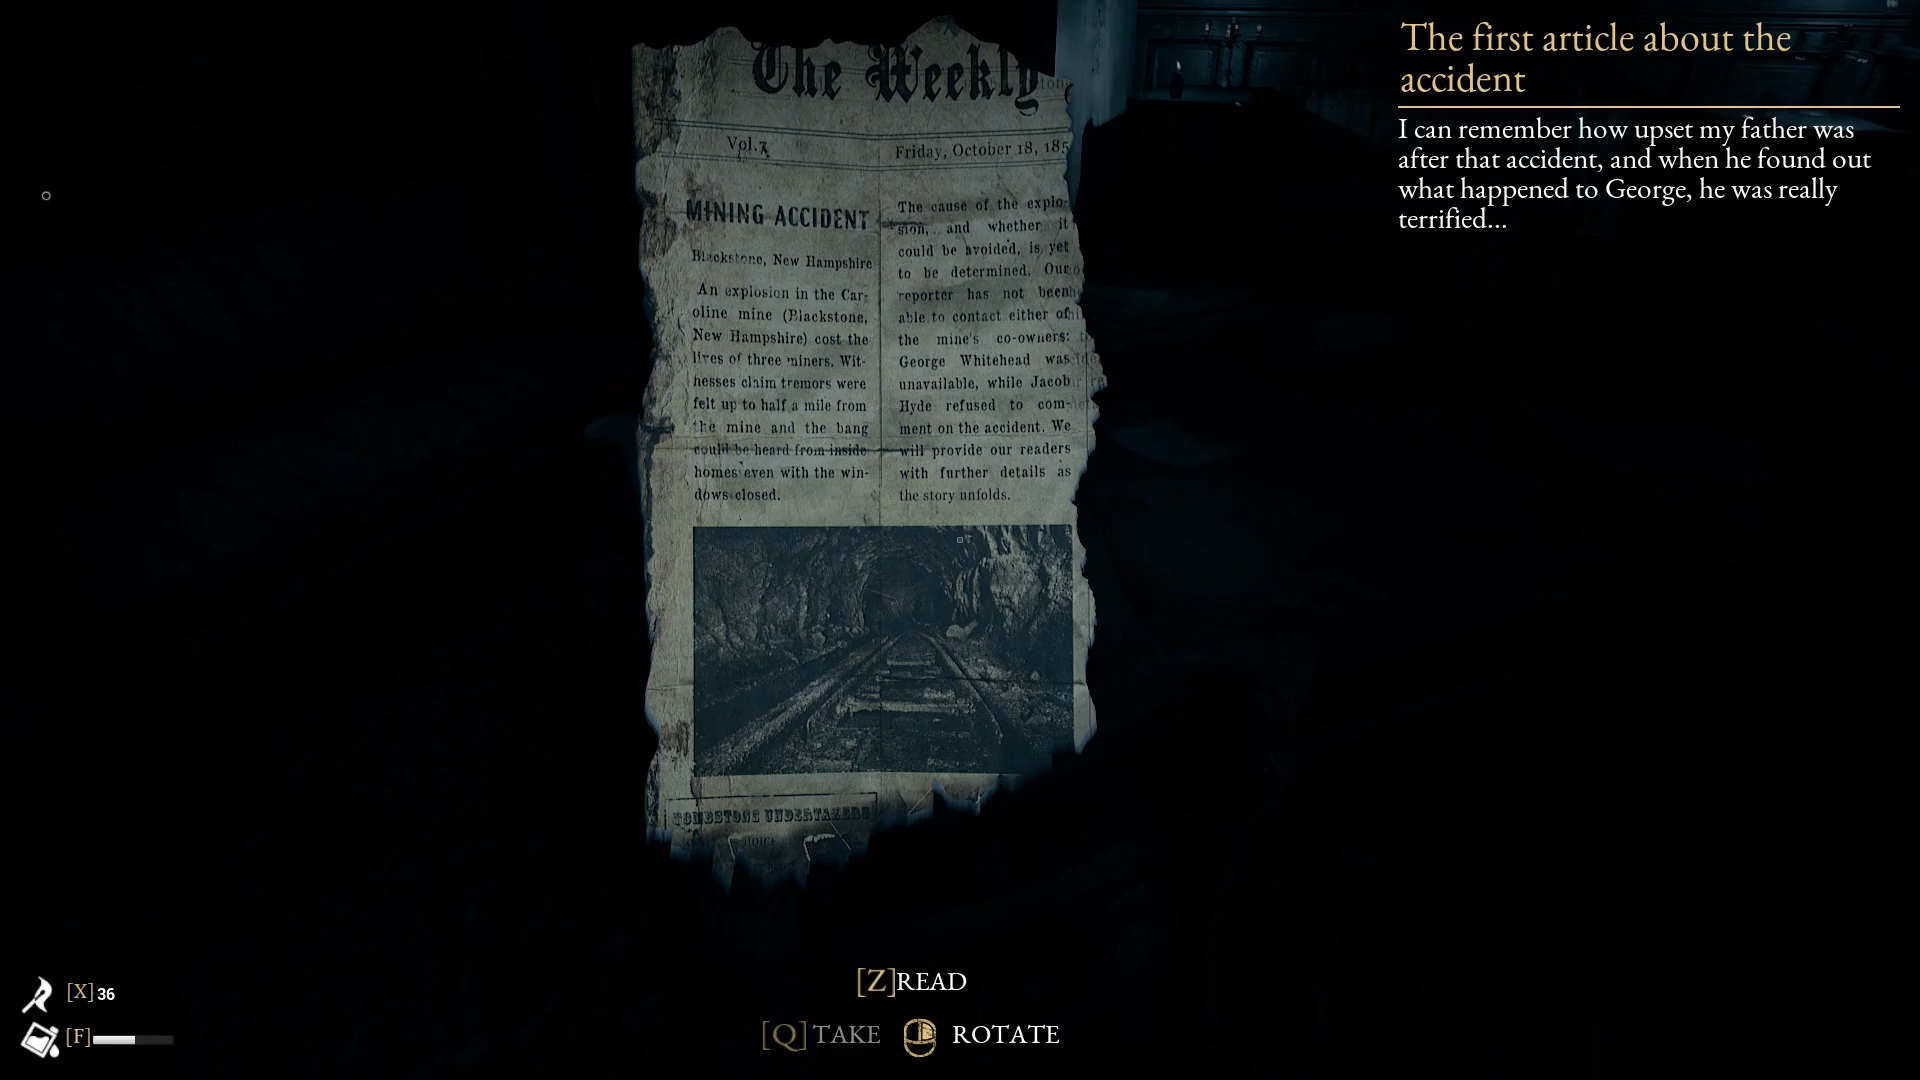 The first article about the
accident
I can remember how upset my father was
after that accident, and when he found out
what happened to George, he was really
terrified...
The Weekly
Vol.7
Friday, October 18, 185
MINING ACCIDENT
Blackstone, New Hampshire
An explosion in the Car-
oline mine (Blackstone,
New Hampshire) cost the
lives of three miners. Wit-
nesses claim tremors were
felt up to half a mile from
the mine and the bang
could be heard from inside
homes even with the win-
dows closed.
The cause of the explo-
sion, and whether it
could be avoided, is yet
to be determined. Our
reporter has not been
able to contact either of
the mine's co-owners:
George Whitehead was
unavailable, while Jacob
Hyde refused to com-
ment on the accident. We
will provide our readers
with further details as
the story unfolds.
TOMBSTONE UNDERTAKERS
[Z]READ
[Q]TAKE ROTATE
[X]36
[F]